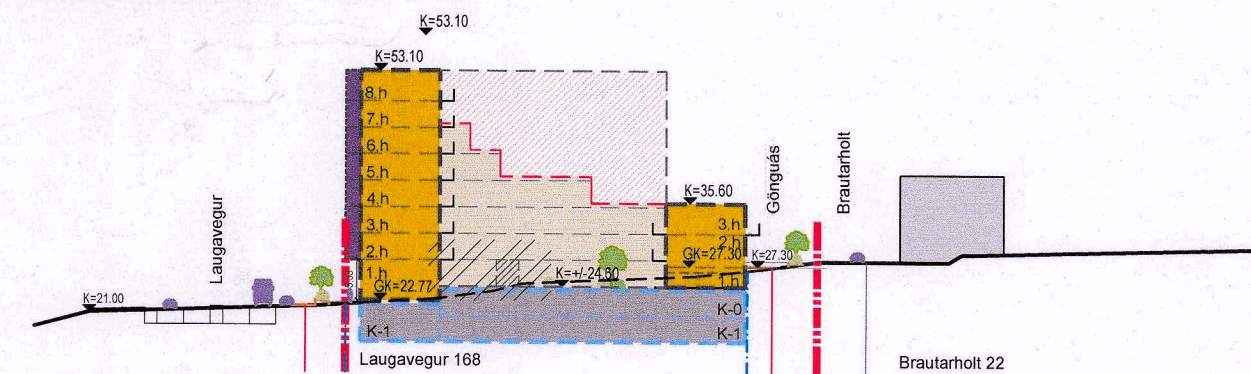 K=53.10
K=53.10
8.h
7.h
6.h
5.h
4.h
3.h
2.h
1.h
GK=22.77
K=21.00
Laugavegur
K=35.60
3.h
2.h
GK=27.30
K=27.30
1.h
K=+/-24.60
Gönguás
Brautarholt
K-0
K-1
K-1
Laugavegur 168
Brautarholt 22